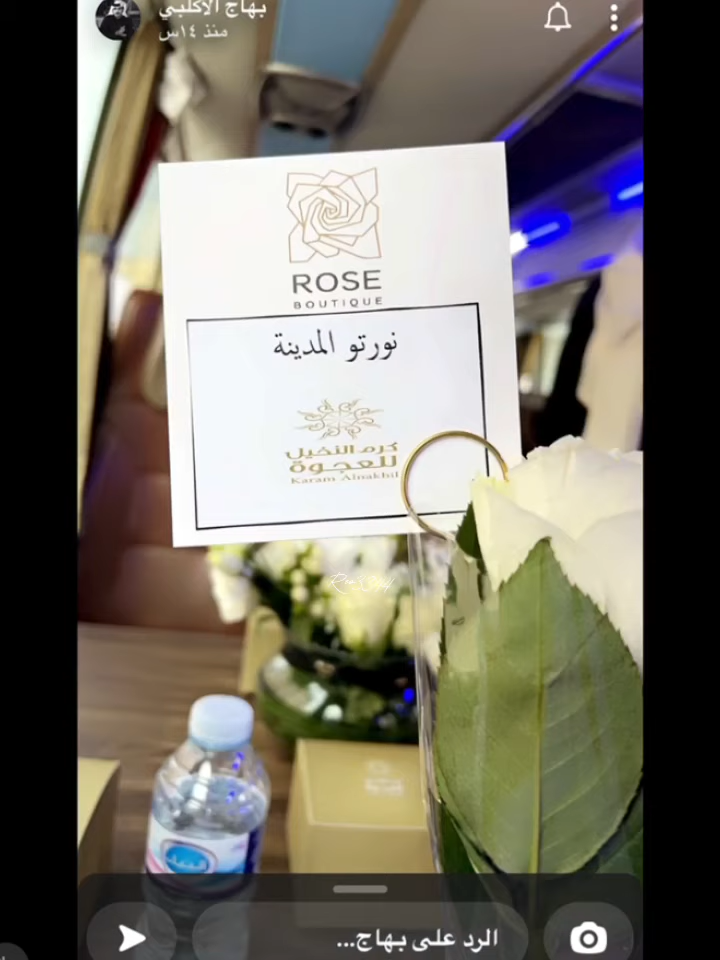 بهاج الأكلبي
منذ ١٤س
ROSE
BOUTIQUE
نورتو المدينة
كرم النخيل
للعجوة
Karam Alnakhil
الرد على بهاج...